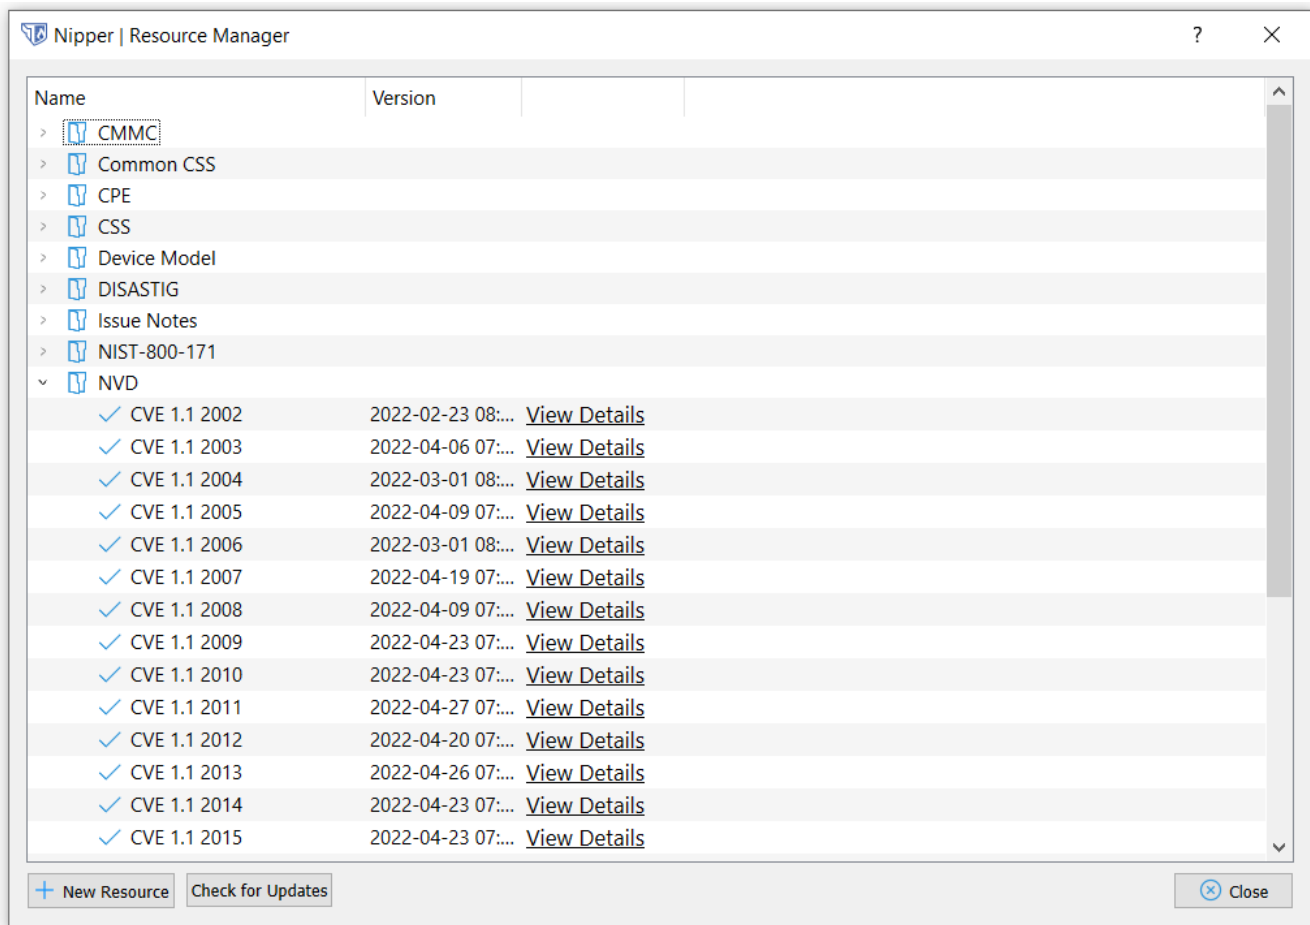 Nipper | Resource Manager ?
Name Version
CMMC
Common CSS
CPE
CSS
Device Model
DISASTIG
Issue Notes
NIST-800-171
NVD
CVE 1.1 2002 2022-02-23 08:... View Details
CVE 1.1 2003 2022-04-06 07:... View Details
CVE 1.1 2004 2022-03-01 08:... View Details
CVE 1.1 2005 2022-04-09 07:... View Details
CVE 1.1 2006 2022-03-01 08:... View Details
CVE 1.1 2007 2022-04-19 07:... View Details
CVE 1.1 2008 2022-04-09 07:... View Details
CVE 1.1 2009 2022-04-23 07:... View Details
CVE 1.1 2010 2022-04-23 07:... View Details
CVE 1.1 2011 2022-04-27 07:... View Details
CVE 1.1 2012 2022-04-20 07:... View Details
CVE 1.1 2013 2022-04-26 07:... View Details
CVE 1.1 2014 2022-04-23 07:... View Details
CVE 1.1 2015 2022-04-23 07:... View Details
New Resource Check for Updates Close